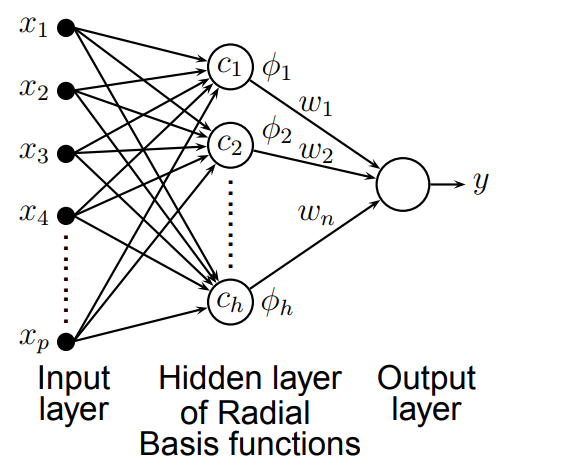 x₁
c₁ ϕ₁
x₂
w₁
x₃
c₂ ϕ₂
w₂
y
x₄
wₙ
cₕ ϕₕ
xₚ
Input Hidden layer Output
layer of Radial layer
Basis functions